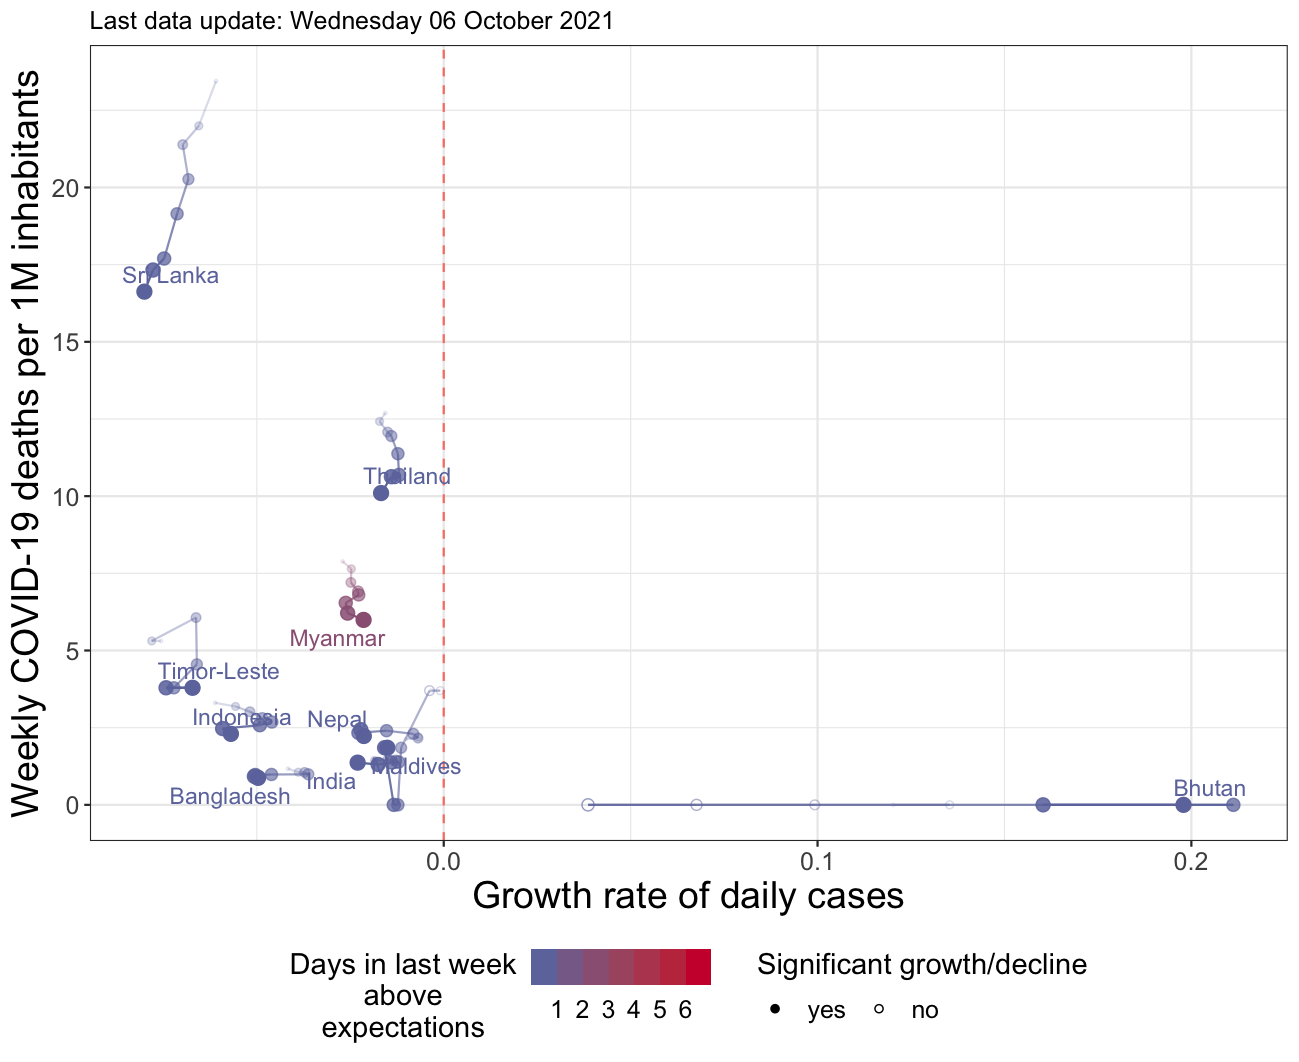 Last data update: Wednesday 06 October 2021
Weekly COVID-19 deaths per 1M inhabitants
20
15
10
5
0
Sri Lanka
Thailand
Myanmar
Timor-Leste
Indonesia
Nepal
Maldives
India
Bangladesh
Bhutan
0.0
0.1
0.2
Growth rate of daily cases
Days in last week
above
expectations
1 2 3 4 5 6
Significant growth/decline
yes
no